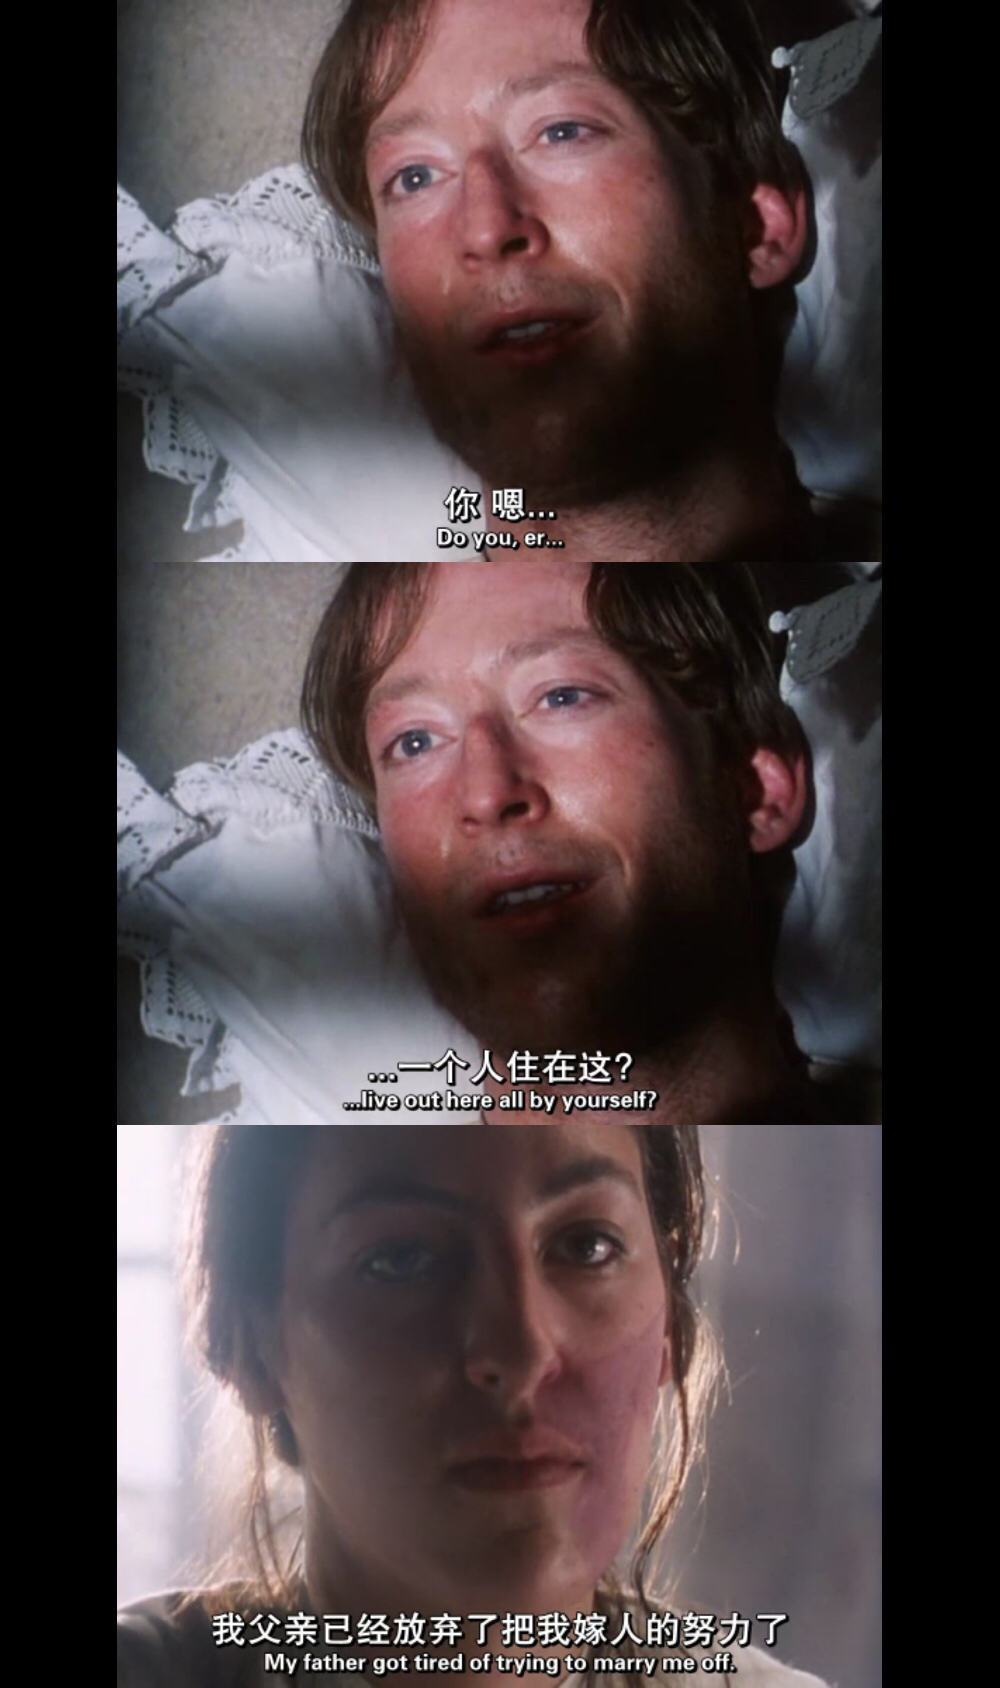 你 嗯...
Do you, er...
...一个人住在这?
...live out here all by yourself?
我父亲已经放弃了把我嫁人的努力了
My father got tired of trying to marry me off.